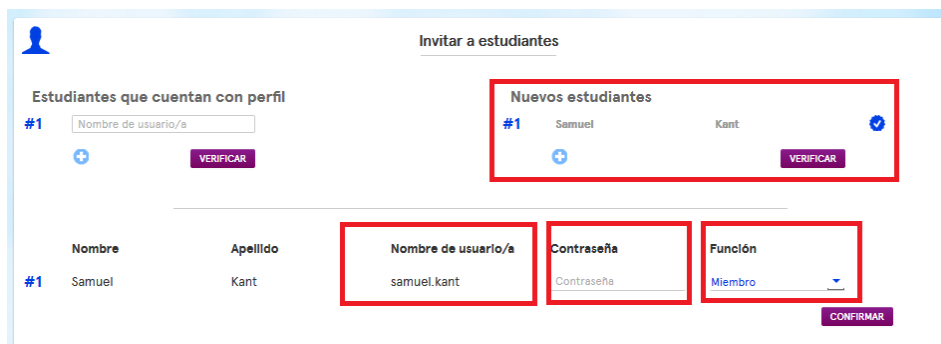 Invitar a estudiantes
Estudiantes que cuentan con perfil
#1 Nombre de usuario/a
VERIFICAR
Nuevos estudiantes
#1 Samuel Kant
VERIFICAR
Nombre Apellido Nombre de usuario/a Contraseña Función
#1 Samuel Kant samuel.kant Contraseña Miembro
CONFIRMAR